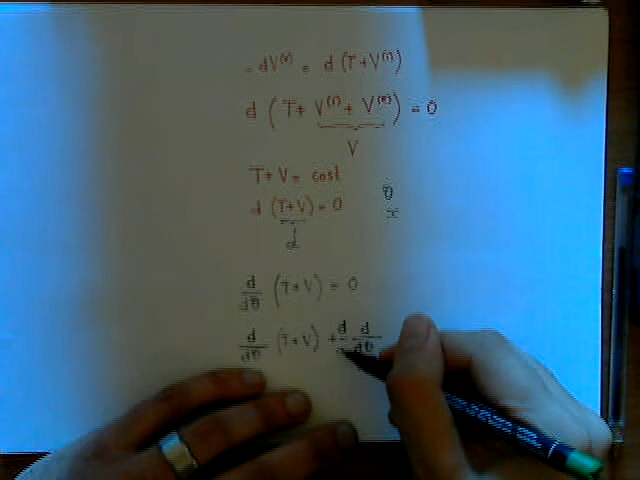 = dV⁽ᵉ⁾ = d (T+V⁽ⁱ⁾)
d (T+ V⁽ⁱ⁾ + V⁽ᵉ⁾) = 0
V
T+V= cost
d (T+V) = 0
ϑ
x
d
d/dϑ (T+V) = 0
d/dϑ (T+V) + d d/dϑ